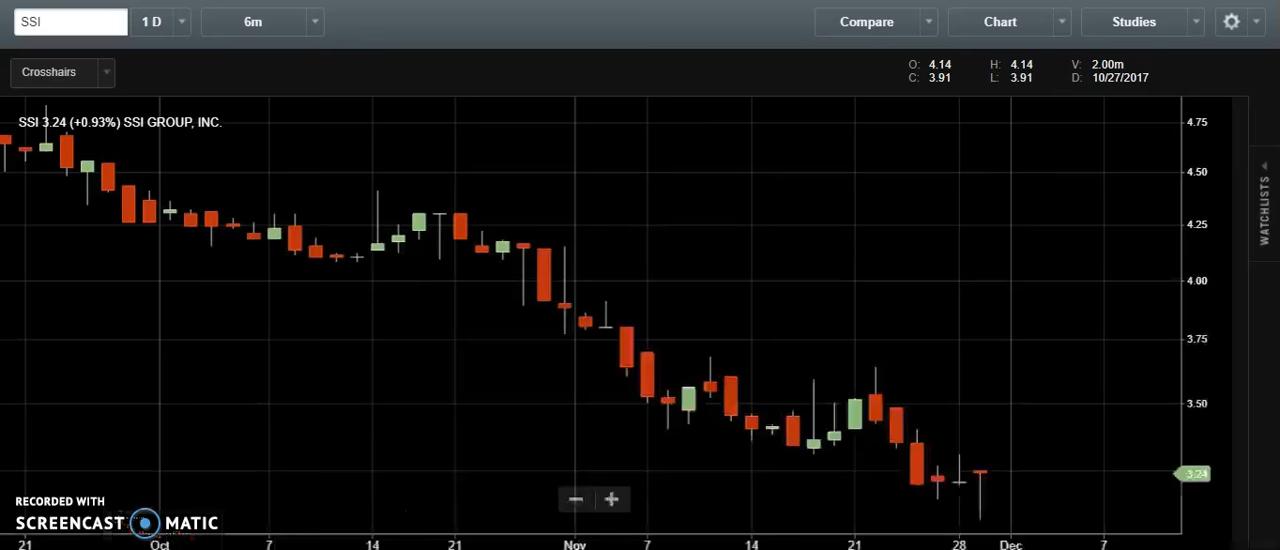 SSI 1 D 6m Compare Chart Studies
Crosshairs
O: 4.14 H: 4.14 V: 2.00m
C: 3.91 L: 3.91 D: 10/27/2017
SSI 3.24 (+0.93%) SSI GROUP, INC.
4.75
4.50
4.25
4.00
3.75
3.50
3.24
WATCHLISTS
RECORDED WITH
SCREENCAST MATIC
21 Oct 7 14 21 Nov 7 14 21 28 Dec 7